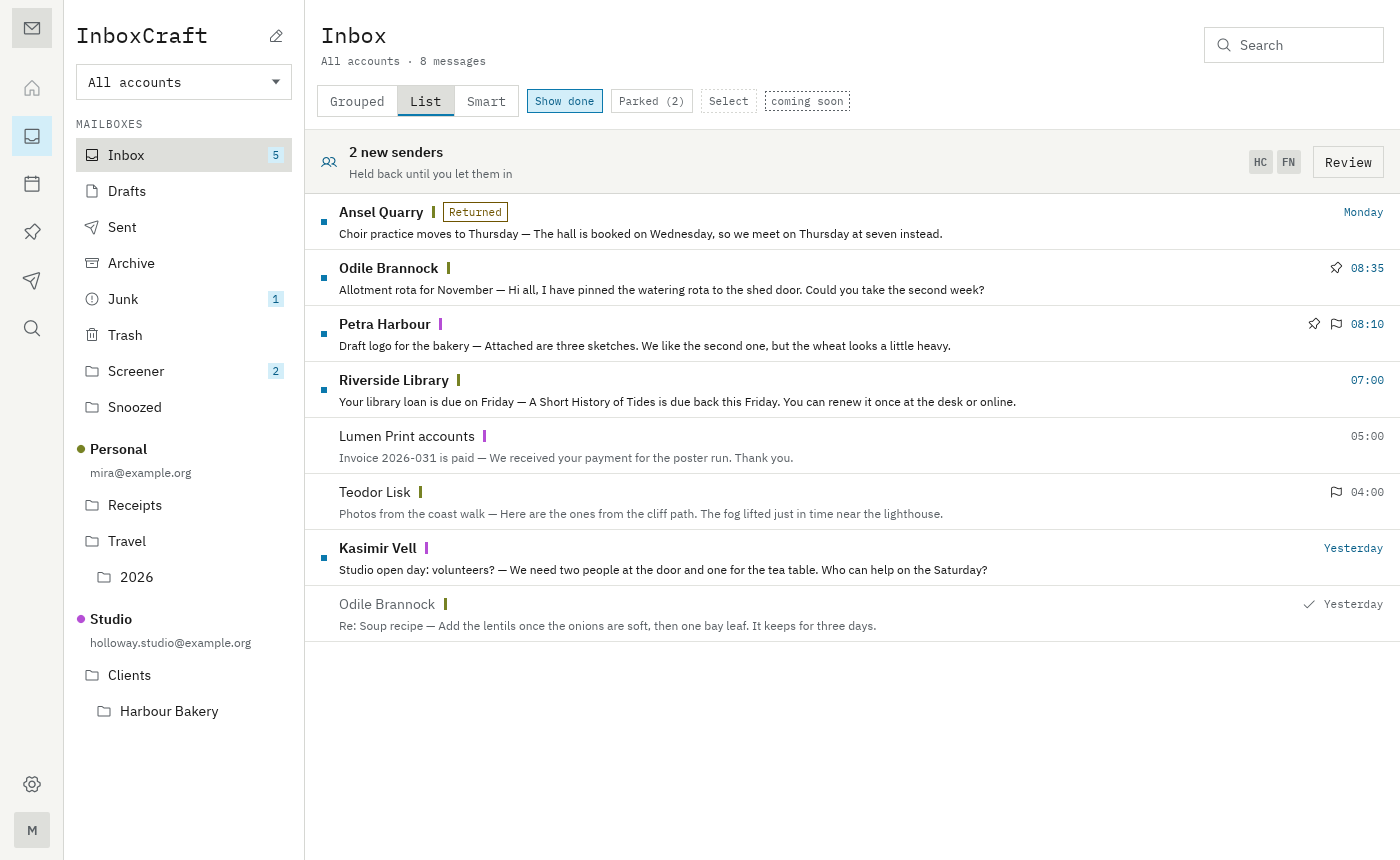 InboxCraft
All accounts
MAILBOXES
Inbox 5
Drafts
Sent
Archive
Junk 1
Trash
Screener 2
Snoozed
Personal
mira@example.org
Receipts
Travel
2026
Studio
holloway.studio@example.org
Clients
Harbour Bakery
M
Inbox
All accounts · 8 messages
Search
Grouped List Smart Show done Parked (2) Select coming soon
2 new senders
Held back until you let them in
HC FN Review
Ansel Quarry Returned Monday
Choir practice moves to Thursday — The hall is booked on Wednesday, so we meet on Thursday at seven instead.
Odile Brannock 08:35
Allotment rota for November — Hi all, I have pinned the watering rota to the shed door. Could you take the second week?
Petra Harbour 08:10
Draft logo for the bakery — Attached are three sketches. We like the second one, but the wheat looks a little heavy.
Riverside Library 07:00
Your library loan is due on Friday — A Short History of Tides is due back this Friday. You can renew it once at the desk or online.
Lumen Print accounts 05:00
Invoice 2026-031 is paid — We received your payment for the poster run. Thank you.
Teodor Lisk 04:00
Photos from the coast walk — Here are the ones from the cliff path. The fog lifted just in time near the lighthouse.
Kasimir Vell Yesterday
Studio open day: volunteers? — We need two people at the door and one for the tea table. Who can help on the Saturday?
Odile Brannock Yesterday
Re: Soup recipe — Add the lentils once the onions are soft, then one bay leaf. It keeps for three days.